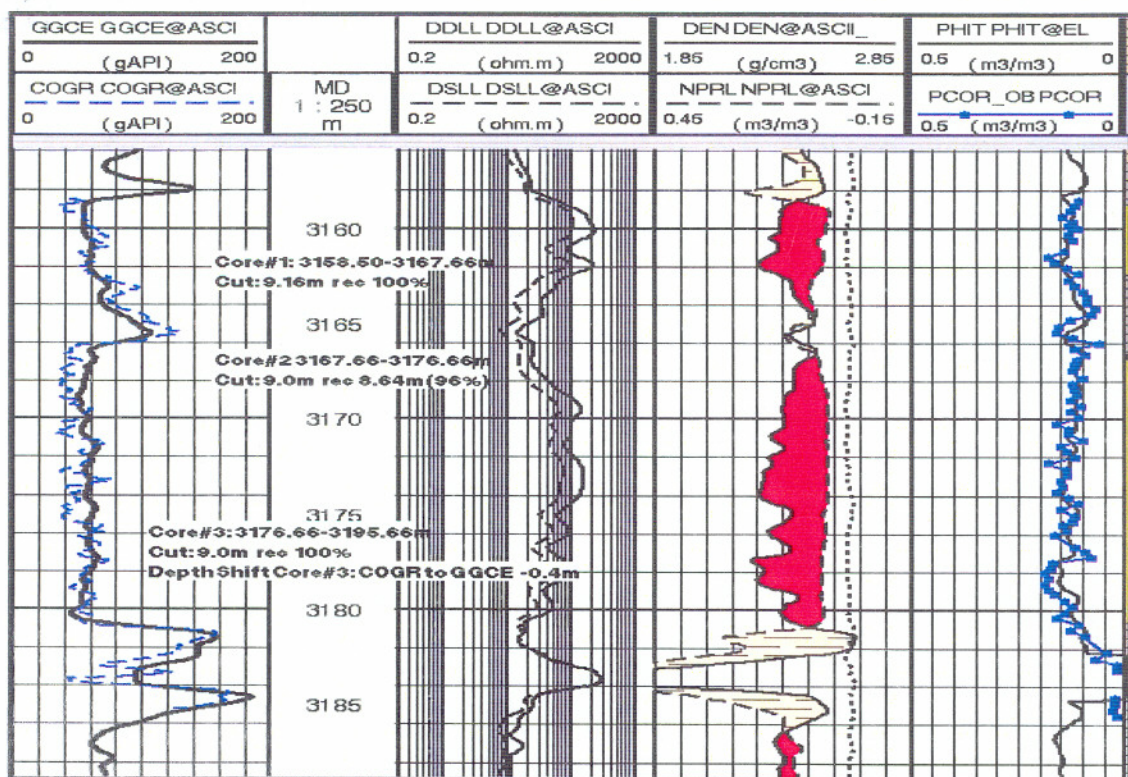 GGCE GGCE@ASCI
0 (gAPI) 200
COGR COGR@ASCI
0 (gAPI) 200
MD
1 : 250
m
DDLL DDLL@ASCI
0.2 (ohm.m) 2000
DSLL DSLL@ASCI
0.2 (ohm.m) 2000
DEN DEN@ASCII_
1.85 (g/cm3) 2.85
NPRL NPRL@ASCI
0.45 (m3/m3) -0.15
PHIT PHIT@EL
0.5 (m3/m3) 0
PCOR_OB PCOR
0.5 (m3/m3) 0
3160
Core#1: 3158.50-3167.66m
Cut: 9.16m rec 100%
3165
Core#2 3167.66-3176.66m
Cut: 9.0m rec 8.64m (96%)
3170
3175
Core#3: 3176.66-3195.66m
Cut: 9.0m rec 100%
Depth Shift Core#3: COGR to GGCE -0.4m
3180
3185